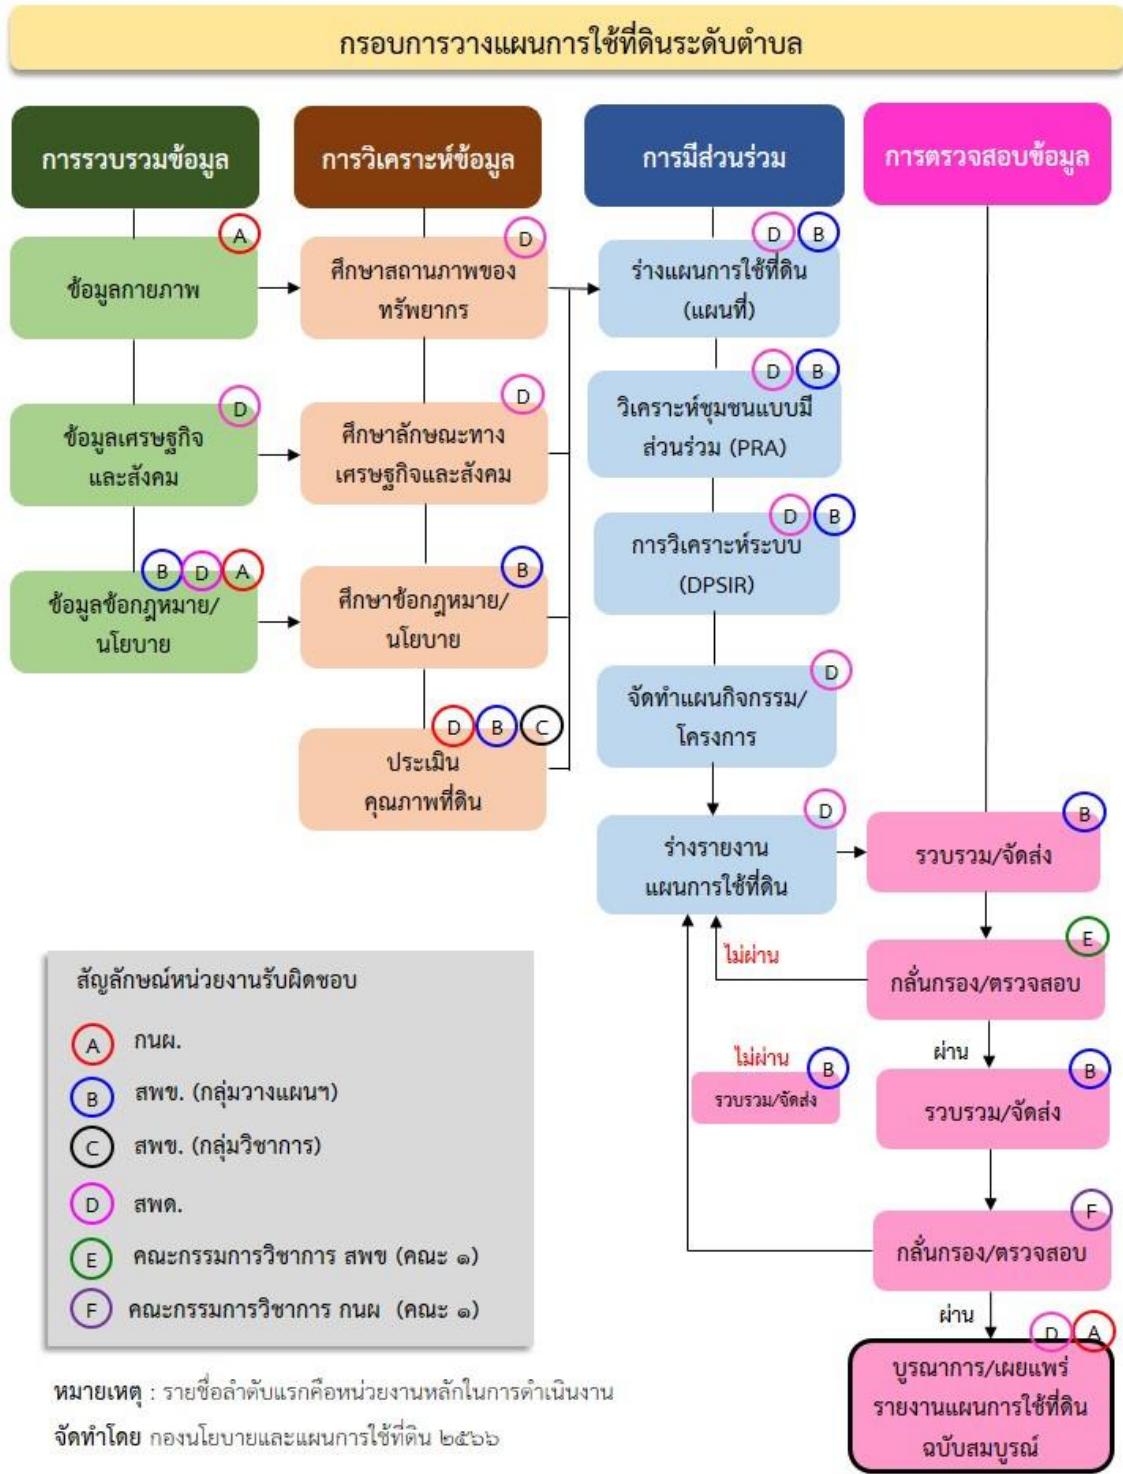 กรอบการวางแผนการใช้ที่ดินระดับตำบล
การรวบรวมข้อมูล
A
ข้อมูลกายภาพ
D
ข้อมูลเศรษฐกิจ
และสังคม
B D A
ข้อมูลข้อกฎหมาย/
นโยบาย
การวิเคราะห์ข้อมูล
D
ศึกษาสถานภาพของ
ทรัพยากร
D
ศึกษาลักษณะทาง
เศรษฐกิจและสังคม
B
ศึกษาข้อกฎหมาย/
นโยบาย
D B C
ประเมิน
คุณภาพที่ดิน
การมีส่วนร่วม
D B
ร่างแผนการใช้ที่ดิน
(แผนที่)
D B
วิเคราะห์ชุมชนแบบมี
ส่วนร่วม (PRA)
D B
การวิเคราะห์ระบบ
(DPSIR)
D
จัดทำแผนกิจกรรม/
โครงการ
D
ร่างรายงาน
แผนการใช้ที่ดิน
การตรวจสอบข้อมูล
B
รวบรวม/จัดส่ง
E
กลั่นกรอง/ตรวจสอบ
ไม่ผ่าน
ผ่าน
B
รวบรวม/จัดส่ง
ไม่ผ่าน
B
รวบรวม/จัดส่ง
F
กลั่นกรอง/ตรวจสอบ
ผ่าน
D A
บูรณาการ/เผยแพร่
รายงานแผนการใช้ที่ดิน
ฉบับสมบูรณ์
สัญลักษณ์หน่วยงานรับผิดชอบ
A กนผ.
B สพข. (กลุ่มวางแผนฯ)
C สพข. (กลุ่มวิชาการ)
D สพด.
E คณะกรรมการวิชาการ สพข (คณะ ๑)
F คณะกรรมการวิชาการ กนผ (คณะ ๑)
หมายเหตุ : รายชื่อลำดับแรกคือหน่วยงานหลักในการดำเนินงาน
จัดทำโดย กองนโยบายและแผนการใช้ที่ดิน ๒๕๖๖